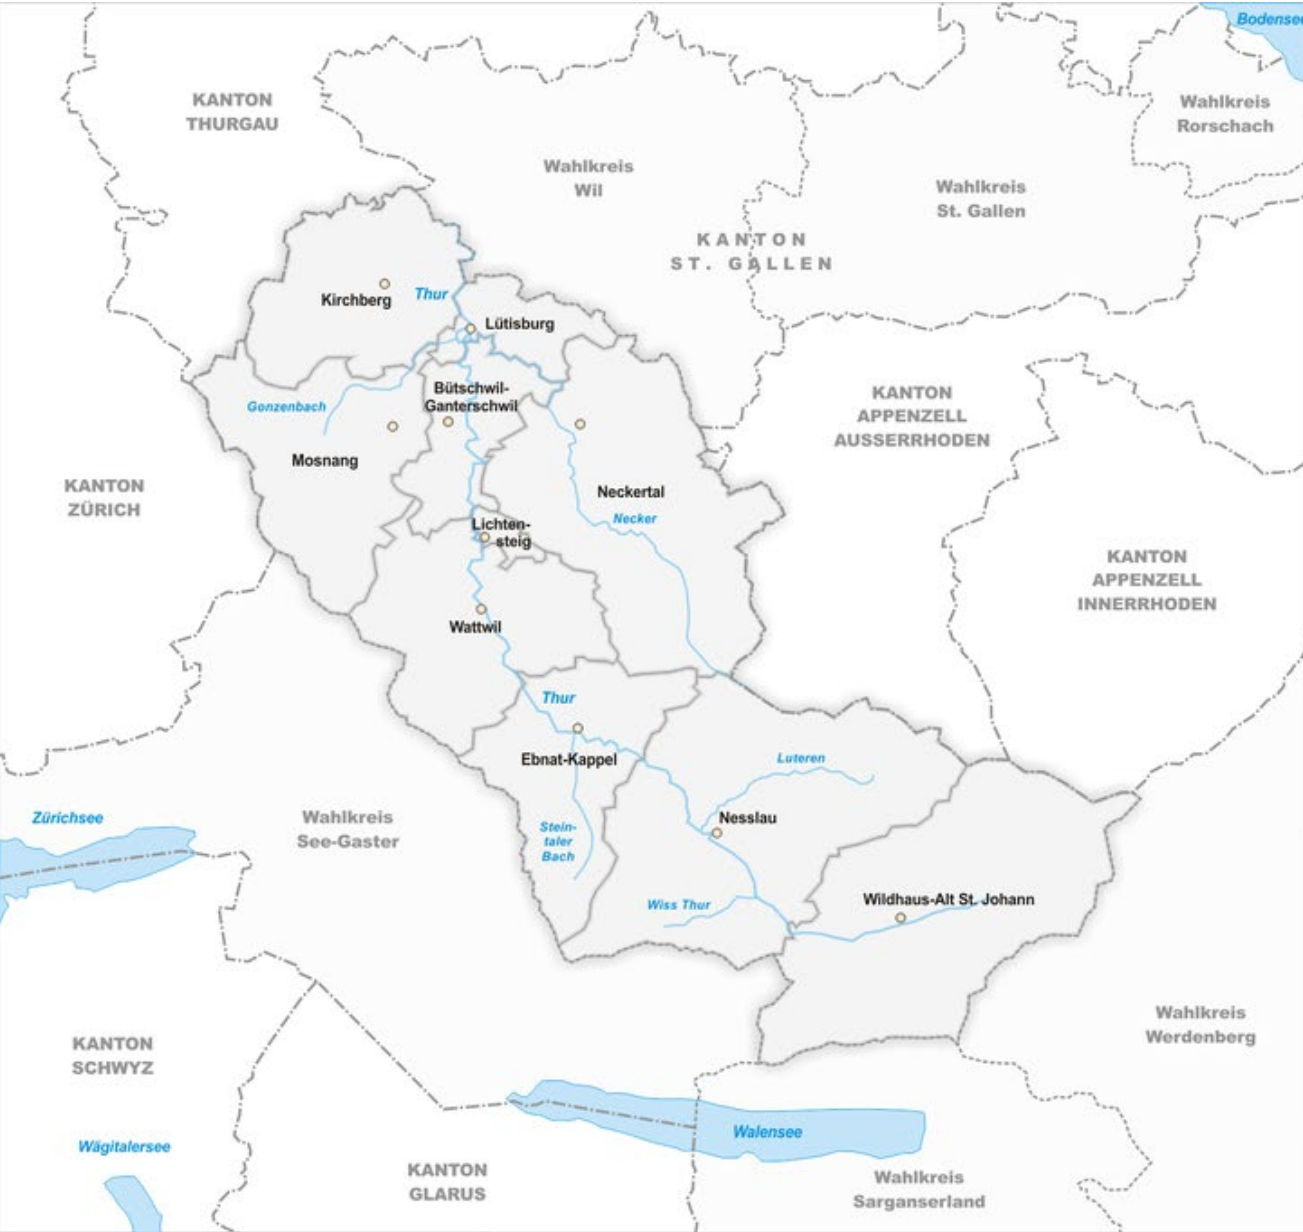 Bodensee
KANTON
THURGAU
Wahlkreis
Rorschach
Wahlkreis
Wil
Wahlkreis
St. Gallen
KANTON
ST. GALLEN
Kirchberg
Thur
Lütisburg
Bütschwil-
Ganterschwil
Gonzenbach
KANTON
APPENZELL
AUSSERRHODEN
Mosnang
KANTON
ZÜRICH
Neckertal
Necker
Lichten-
steig
KANTON
APPENZELL
INNERRHODEN
Wattwil
Thur
Ebnat-Kappel
Luteren
Zürichsee
Wahlkreis
See-Gaster
Nesslau
Stein-
taler
Bach
Wiss Thur
Wildhaus-Alt St. Johann
KANTON
SCHWYZ
Wahlkreis
Werdenberg
Wägitalersee
Walensee
KANTON
GLARUS
Wahlkreis
Sarganserland